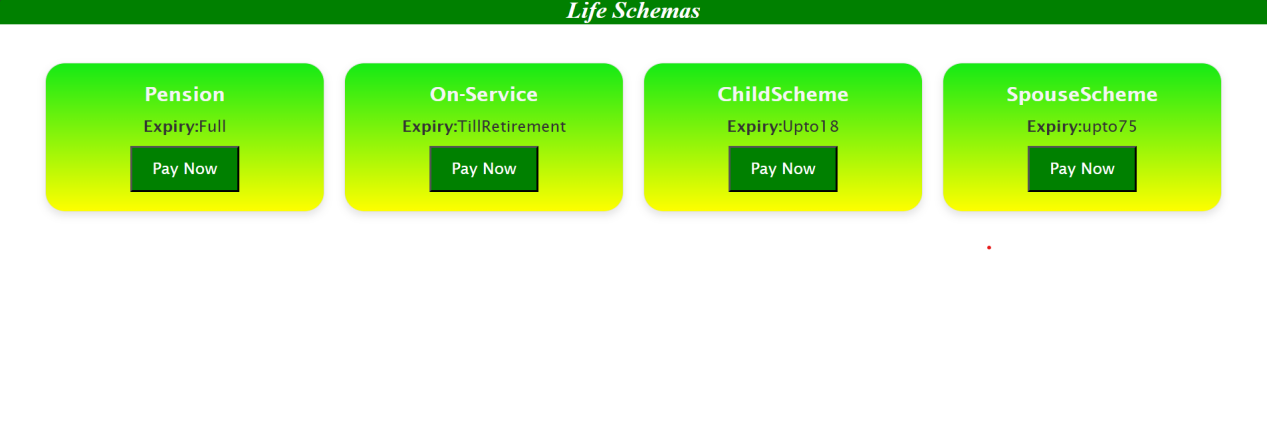 Life Schemas
Pension
Expiry:Full
Pay Now
On-Service
Expiry:TillRetirement
Pay Now
ChildScheme
Expiry:Upto18
Pay Now
SpouseScheme
Expiry:upto75
Pay Now